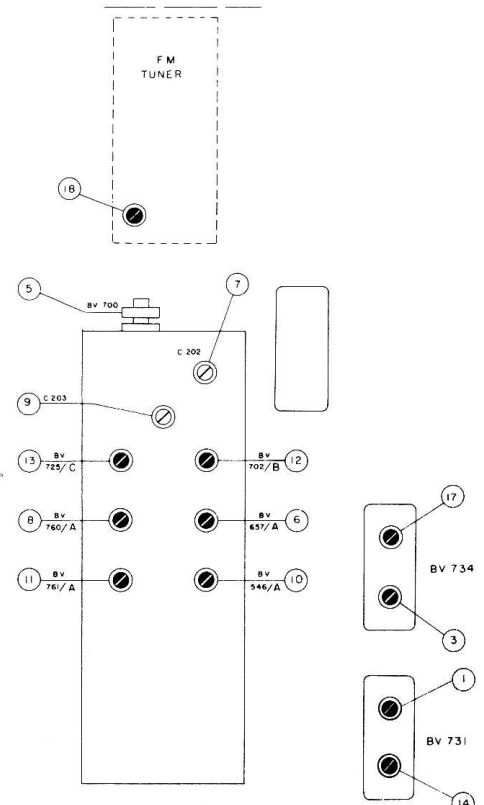 FM
TUNER
18
5
BV 700
7
C 202
9
C 203
13
BV
725/C
BV
702/B
12
8
BV
760/A
BV
657/A
6
17
11
BV
761/A
BV
546/A
10
BV 734
3
1
BV 731
14